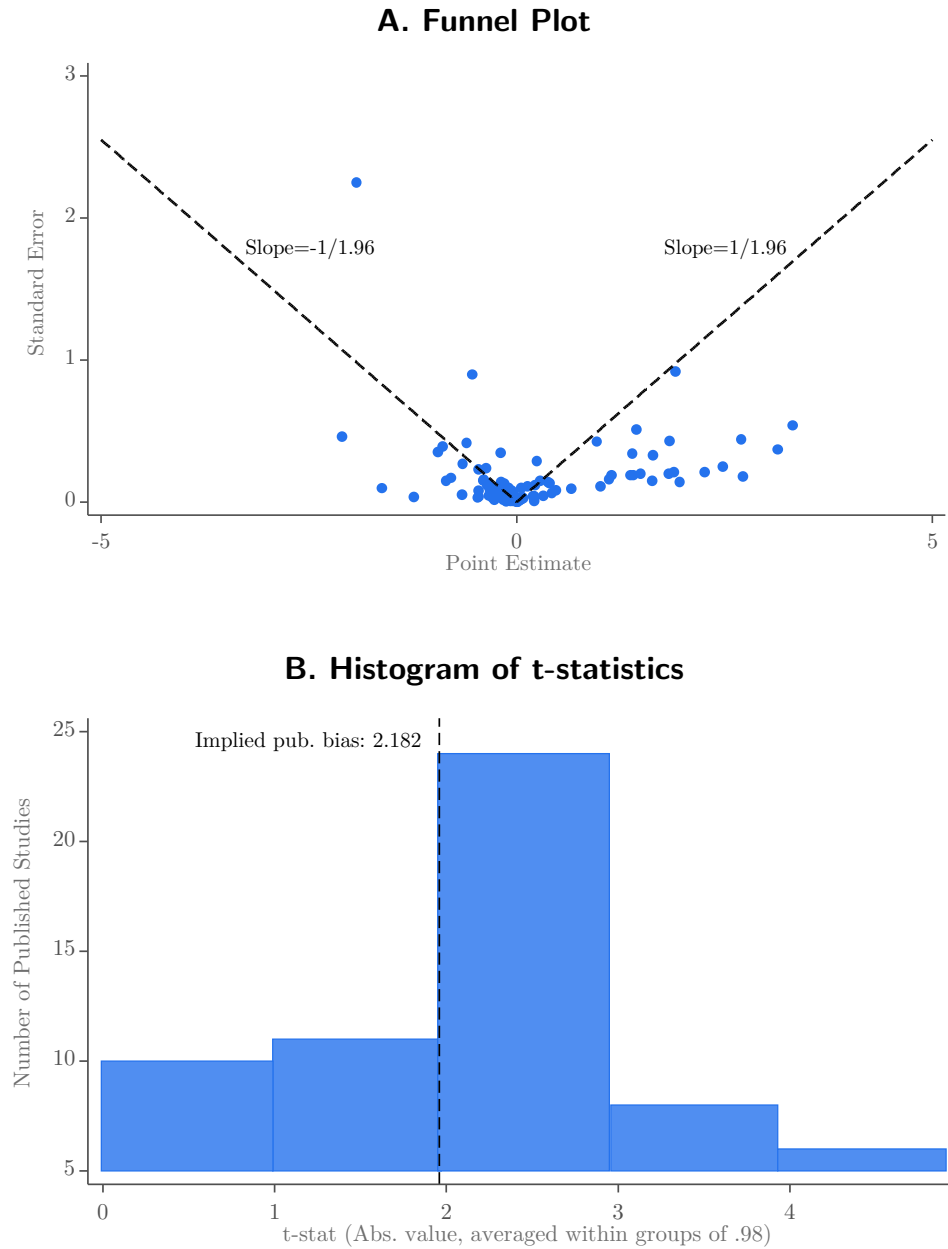 A. Funnel Plot
3
2
1
0
Standard Error
Slope=-1/1.96
Slope=1/1.96
-5
0
5
Point Estimate
B. Histogram of t-statistics
25
20
15
10
5
Number of Published Studies
Implied pub. bias: 2.182
0
1
2
3
4
t-stat (Abs. value, averaged within groups of .98)